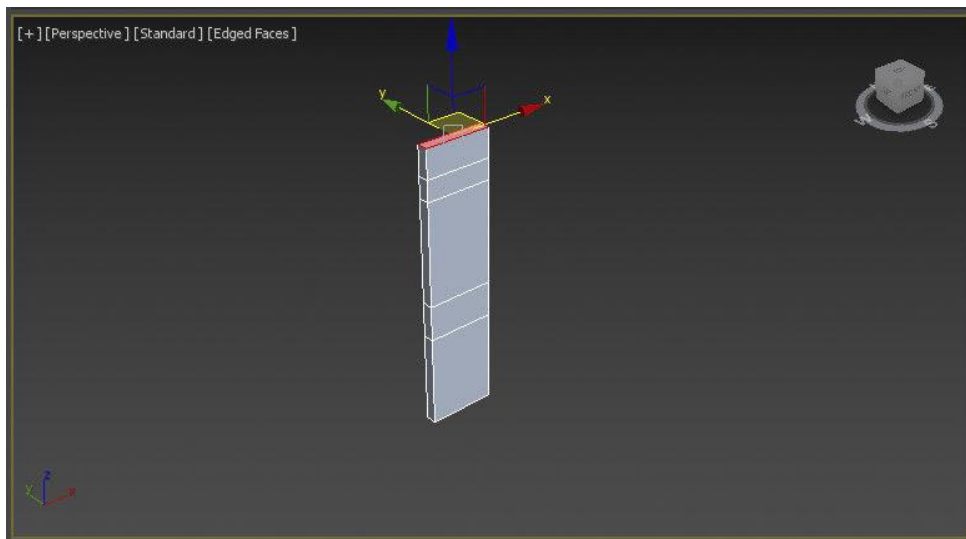 [+] [Perspective ] [Standard ] [Edged Faces ]
y
x
z
y
x